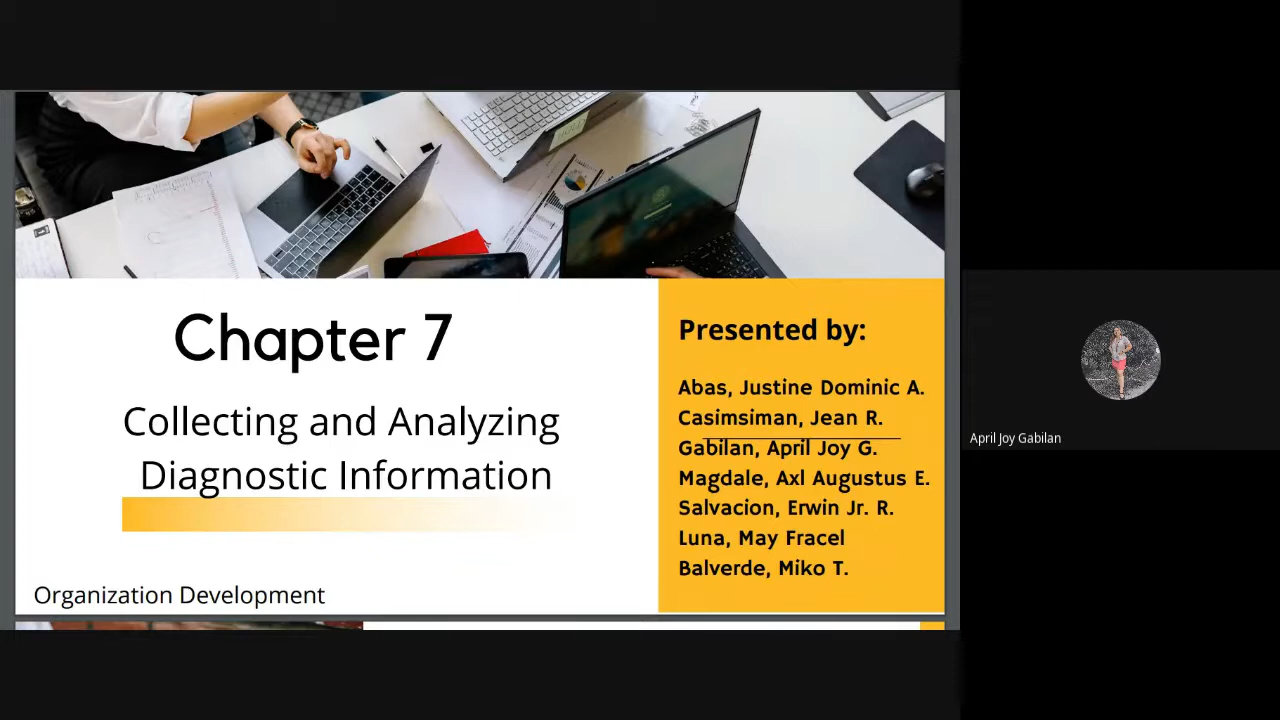 Chapter 7
Collecting and Analyzing
Diagnostic Information
Organization Development
Presented by:
Abas, Justine Dominic A.
Casimsiman, Jean R.
Gabilan, April Joy G.
Magdale, Axl Augustus E.
Salvacion, Erwin Jr. R.
Luna, May Fracel
Balverde, Miko T.
April Joy Gabilan